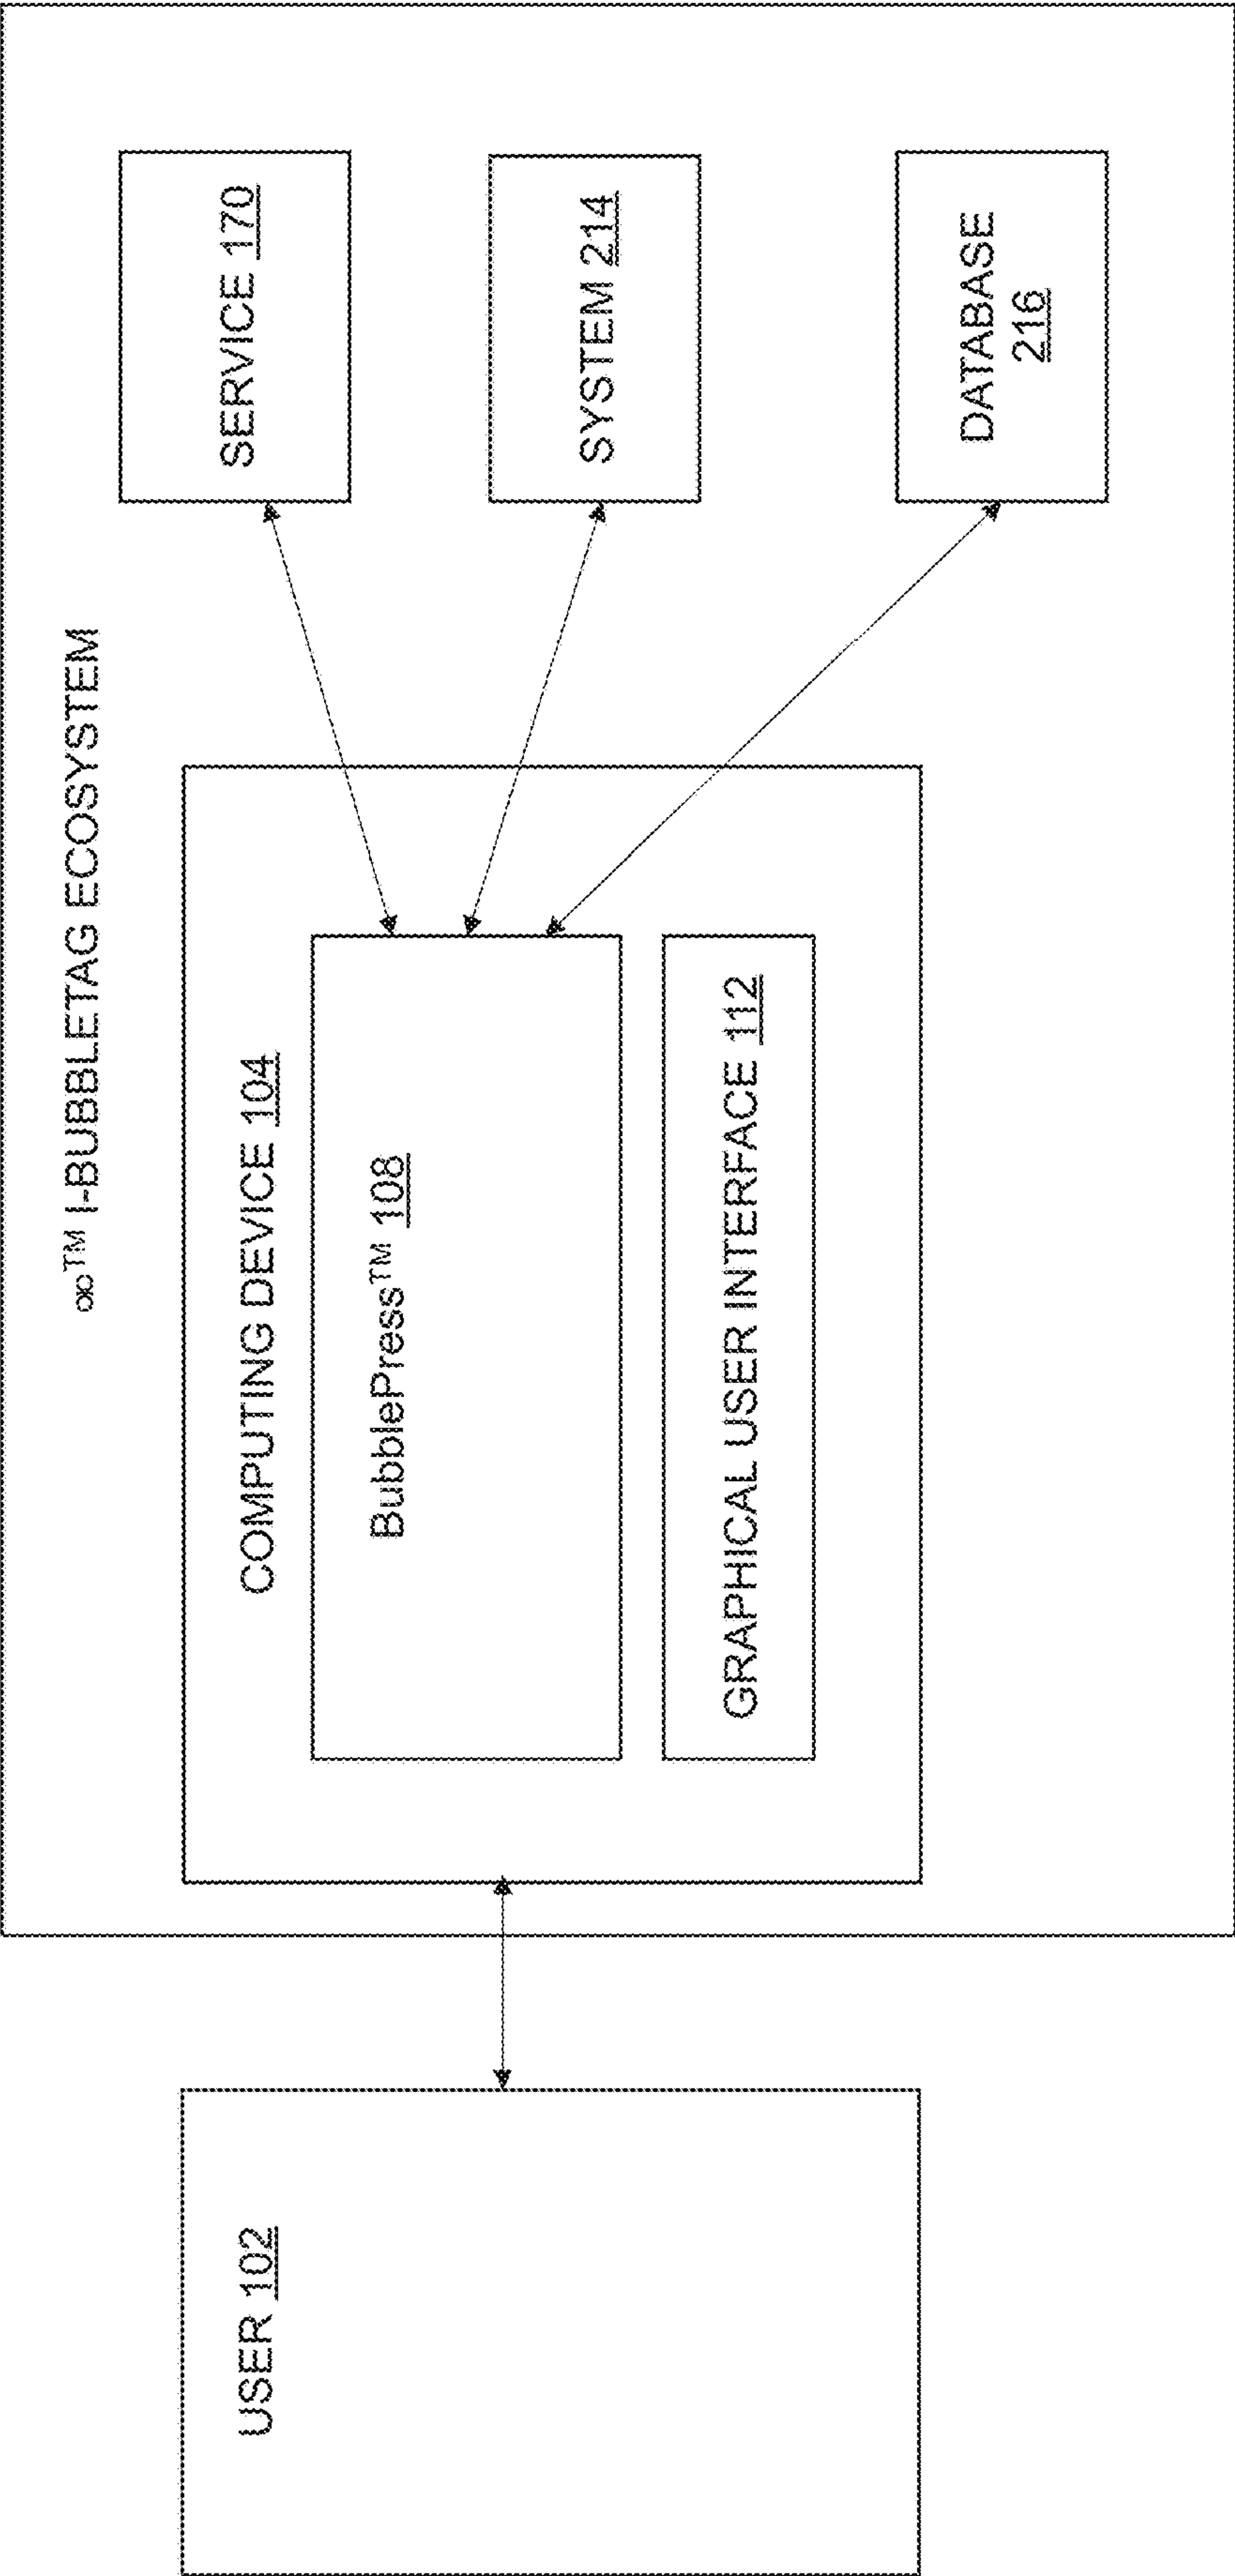 ∞™ I-BUBBLETAG ECOSYSTEM
USER 102
COMPUTING DEVICE 104
BubblePress™ 108
GRAPHICAL USER INTERFACE 112
SERVICE 170
SYSTEM 214
DATABASE
216